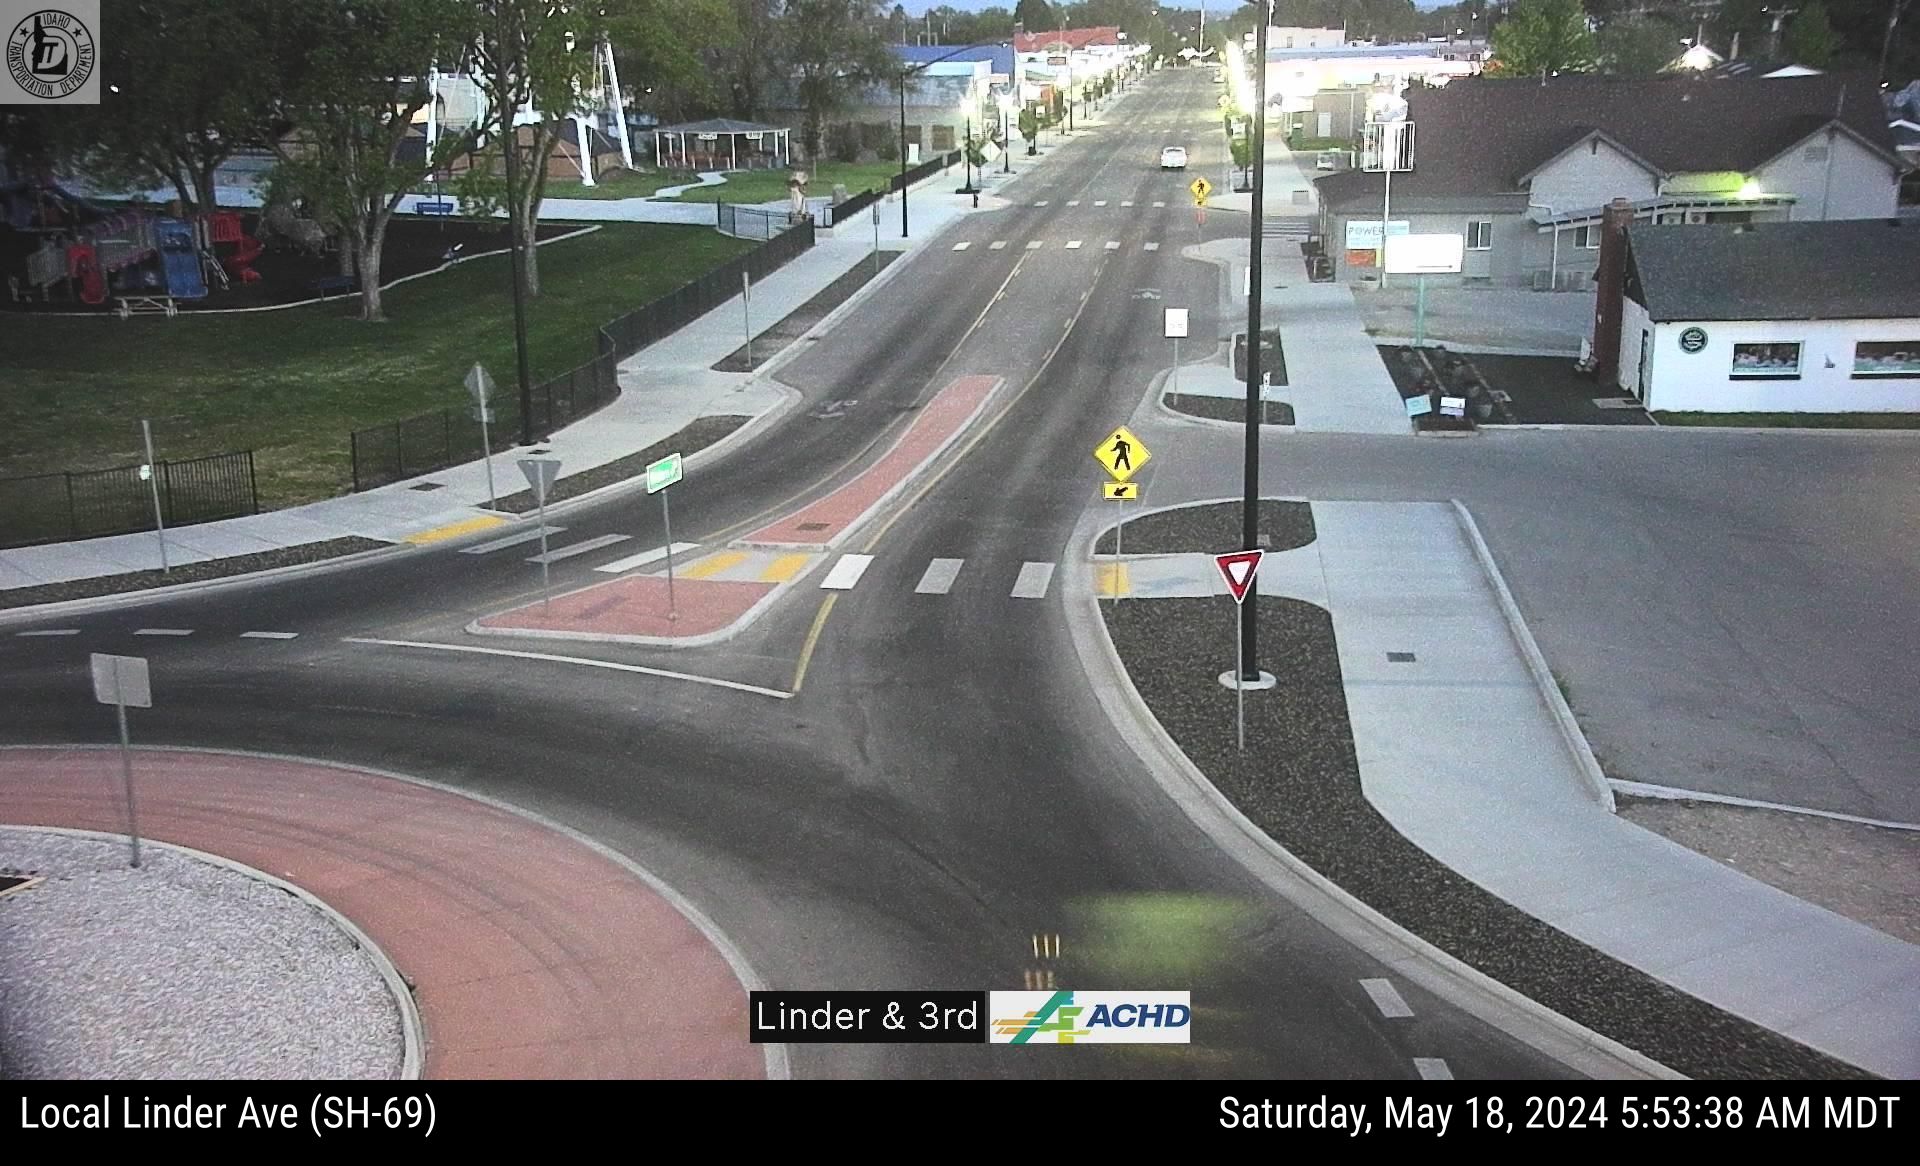 IDAHO
TRANSPORTATION DEPARTMENT
POWER
Linder & 3rd
ACHD
Local Linder Ave (SH-69)
Saturday, May 18, 2024 5:53:38 AM MDT